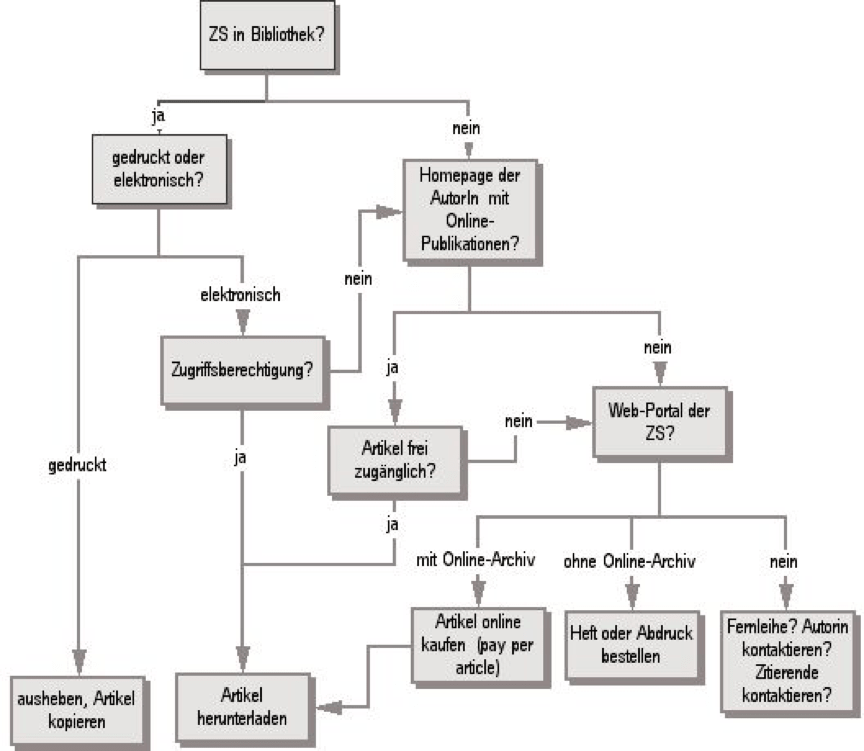 ZS in Bibliothek?
ja
nein
gedruckt oder
elektronisch?
Homepage der
AutorIn mit
Online-
Publikationen?
nein
elektronisch
Zugriffsberechtigung?
ja
nein
Web-Portal der
ZS?
nein
Artikel frei
zugänglich?
gedruckt
ja
ja
mit Online-Archiv
ohne Online-Archiv
nein
Artikel online
kaufen (pay per
article)
Heft oder Abdruck
bestellen
Fernleihe? Autorin
kontaktieren?
Zitierende
kontaktieren?
ausheben, Artikel
kopieren
Artikel
herunterladen